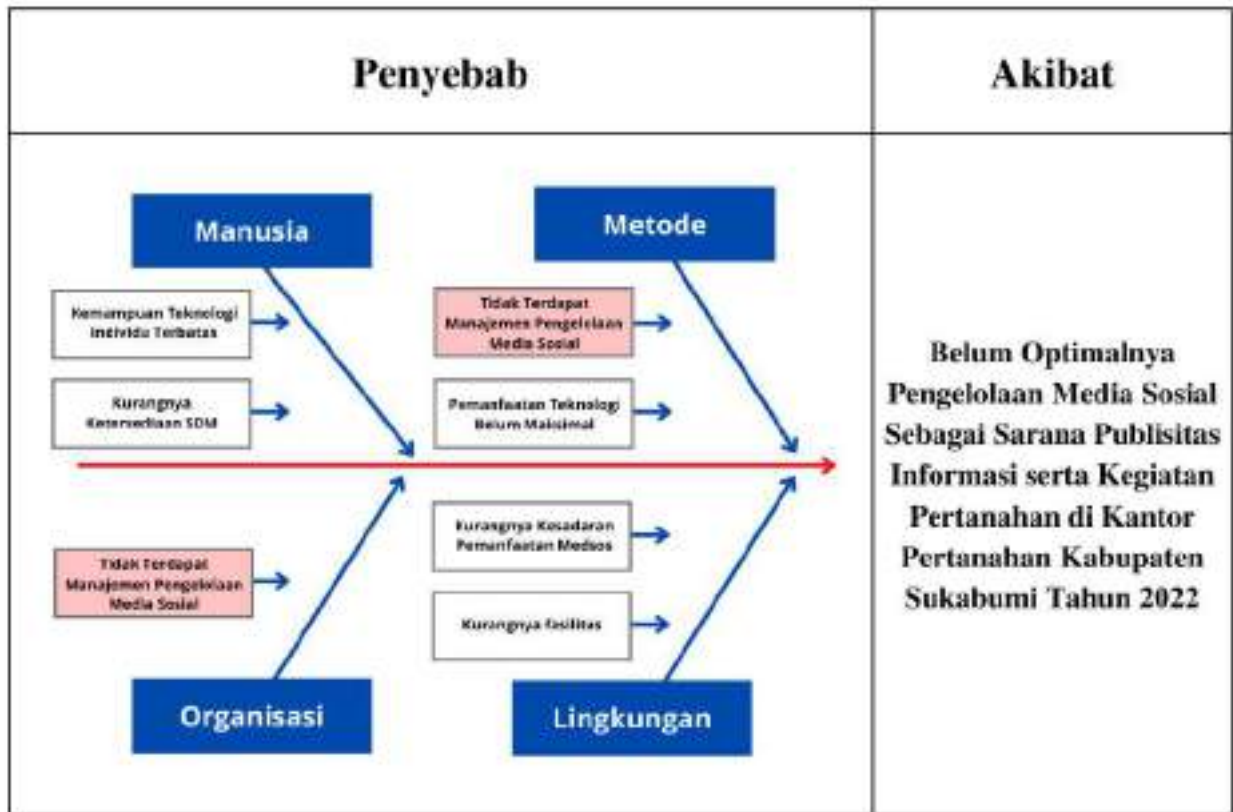 Penyebab
Akibat
Manusia
Metode
Kemampuan Teknologi
Individu Terbatas
Kurangnya
Ketersediaan SDM
Tidak Terdapat
Manajemen Pengelolaan
Media Sosial
Pemanfaatan Teknologi
Belum Maksimal
Tidak Terdapat
Manajemen Pengelolaan
Media Sosial
Kurangnya Kesadaran
Pemanfaatan Medsos
Kurangnya fasilitas
Organisasi
Lingkungan
Belum Optimalnya
Pengelolaan Media Sosial
Sebagai Sarana Publisitas
Informasi serta Kegiatan
Pertanahan di Kantor
Pertanahan Kabupaten
Sukabumi Tahun 2022